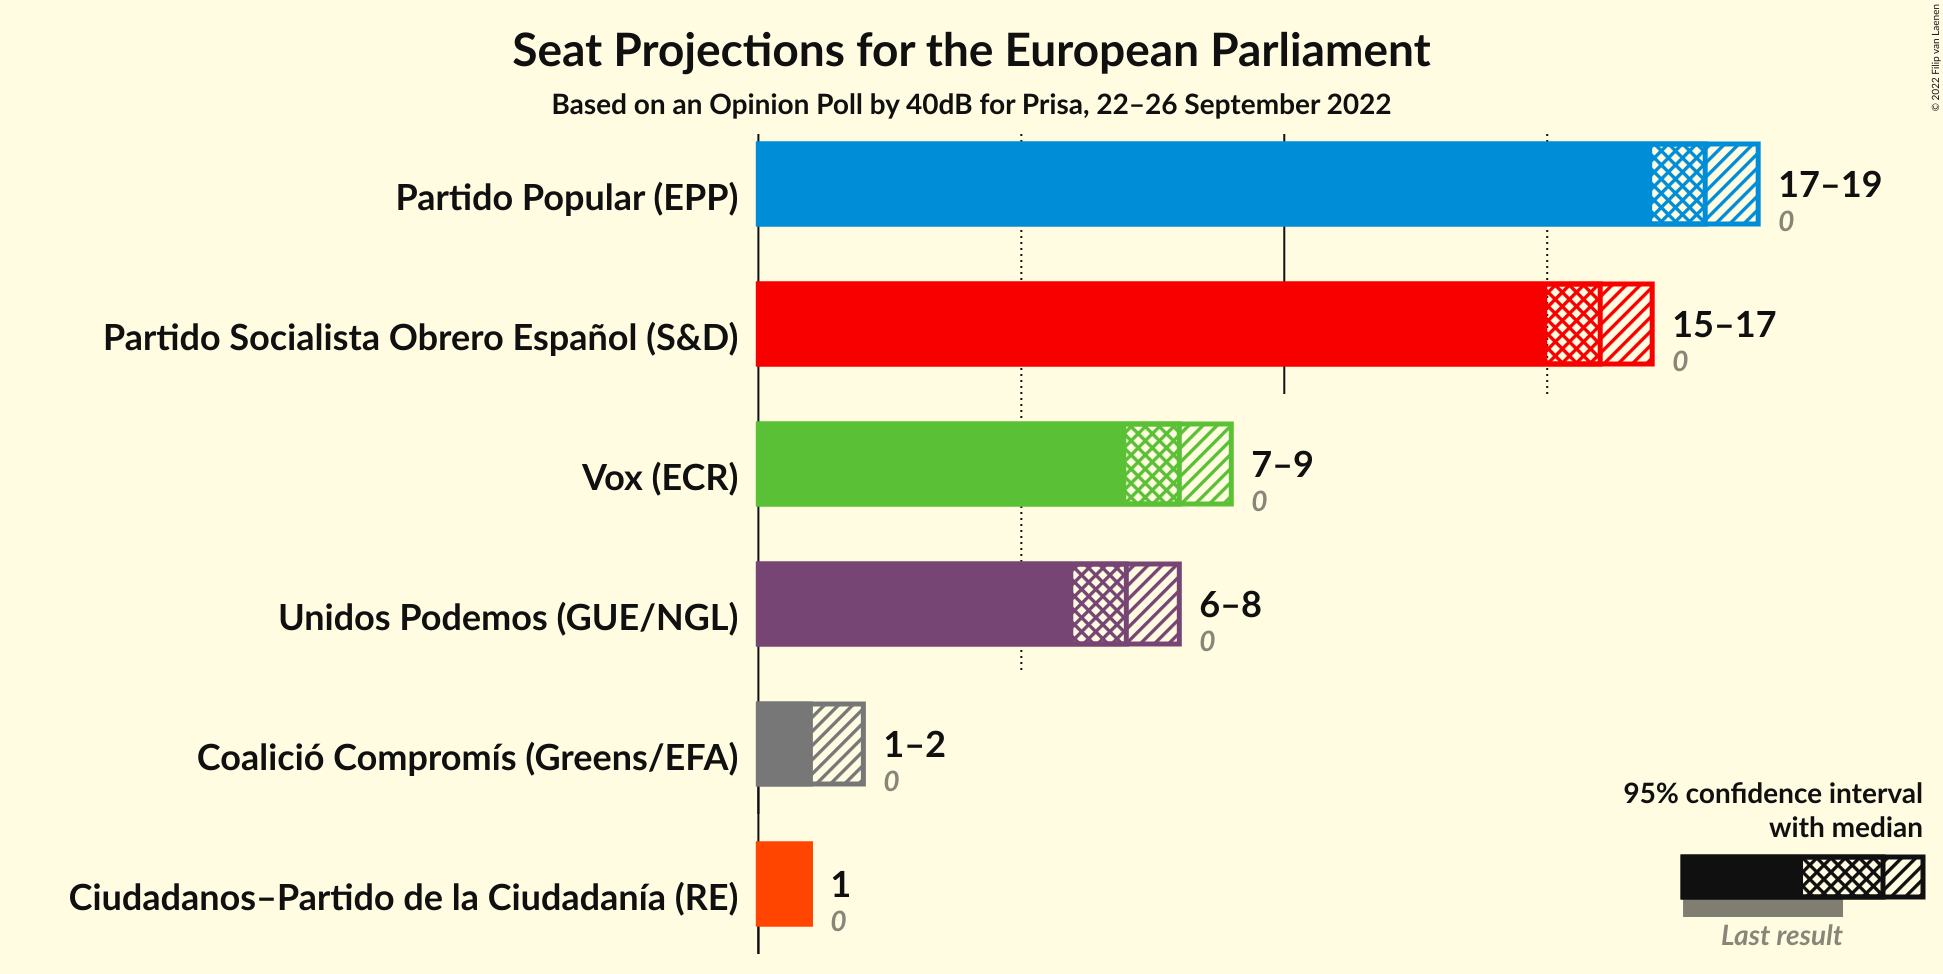 Seat Projections for the European Parliament
Based on an Opinion Poll by 40dB for Prisa, 22–26 September 2022
© 2022 Filip van Laenen
Partido Popular (EPP)
17–19
0
Partido Socialista Obrero Español (S&D)
15–17
0
Vox (ECR)
7–9
0
Unidos Podemos (GUE/NGL)
6–8
0
Coalició Compromís (Greens/EFA)
1–2
0
Ciudadanos–Partido de la Ciudadanía (RE)
1
0
95% confidence interval
with median
Last result